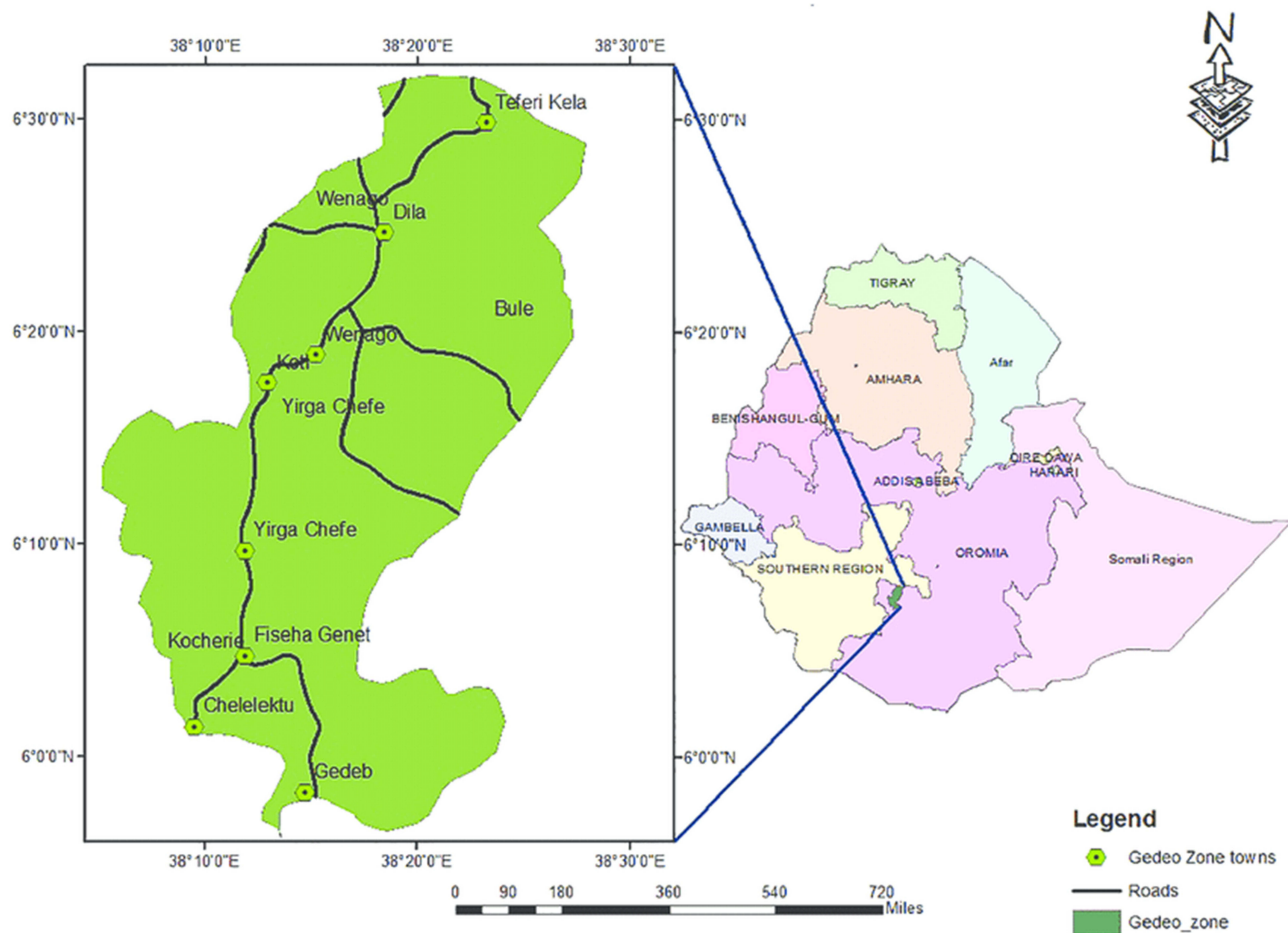 N
38°10'0"E
38°20'0"E
38°30'0"E
6°30'0"N
6°20'0"N
6°10'0"N
6°0'0"N
Teferi Kela
Wenago
Dila
Bule
Wenago
Koti
Yirga Chefe
Yirga Chefe
Kocherie
Fiseha Genet
Chelelektu
Gedeb
6°30'0"N
6°20'0"N
6°10'0"N
6°0'0"N
38°10'0"E
38°20'0"E
38°30'0"E
TIGRAY
Afar
AMHARA
BENISHANGUL-GUM
DIRE DAWA
HARARI
ADDIS ABEBA
GAMBELLA
OROMIA
SOUTHERN REGION
Somali Region
0 90 180 360 540 720
Miles
Legend
Gedeo Zone towns
Roads
Gedeo_zone